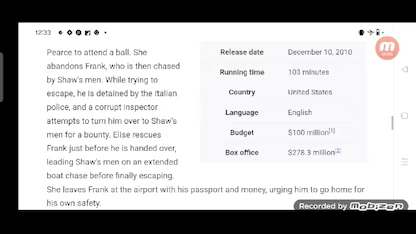 12:33
Pearce to attend a ball. She
abandons Frank, who is then chased
by Shaw's men. While trying to
escape, he is detained by the Italian
police, and a corrupt inspector
attempts to turn him over to Shaw's
men for a bounty. Elise rescues
Frank just before he is handed over,
leading Shaw's men on an extended
boat chase before finally escaping.
She leaves Frank at the airport with his passport and money, urging him to go home for
his own safety.
Release date December 10, 2010
Running time 103 minutes
Country United States
Language English
Budget $100 million[1]
Box office $278.3 million[2]
Recorded by Mobizen